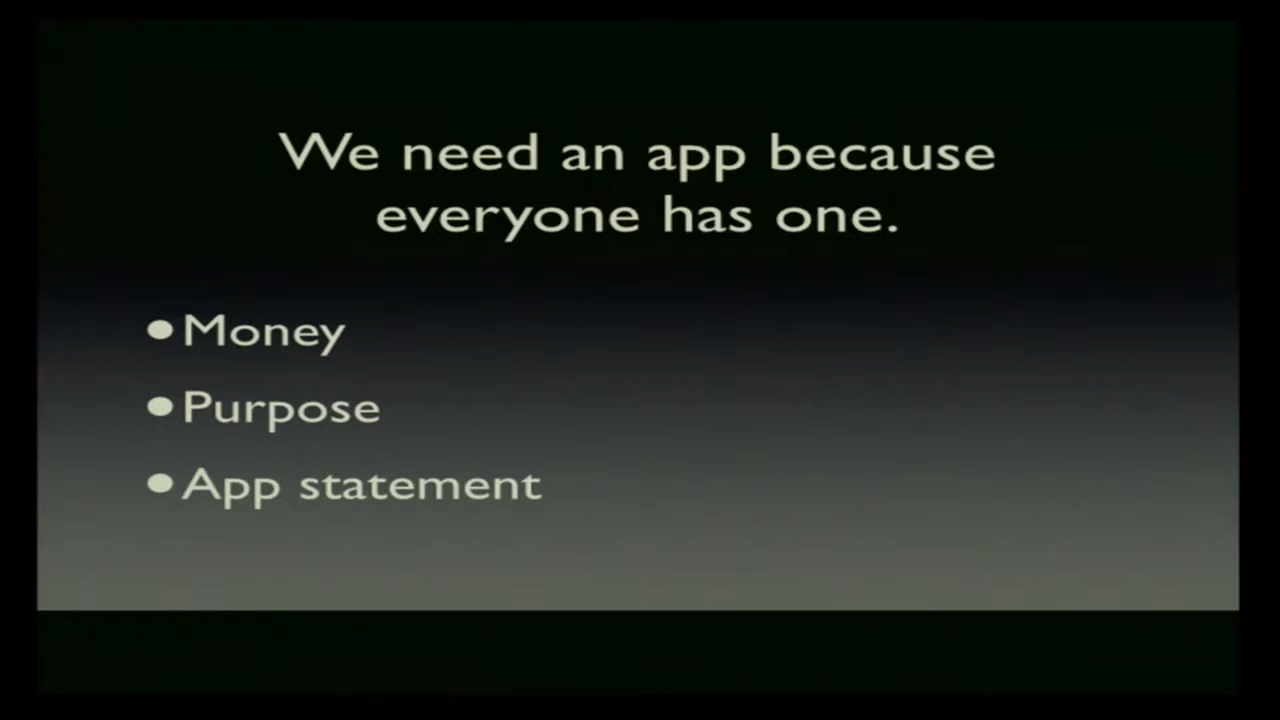 We need an app because
everyone has one.
•Money
•Purpose
•App statement